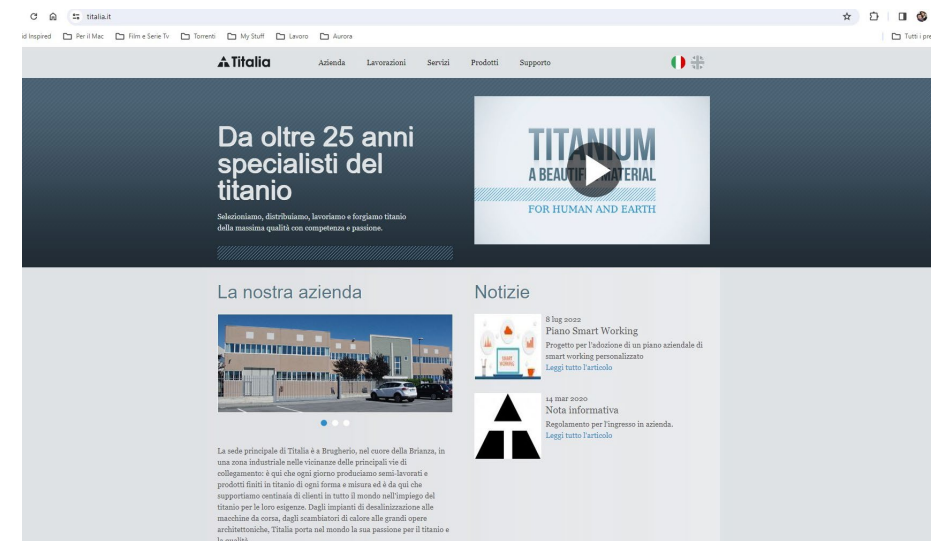 titalia.it
id Inspired Per il Mac Film e Serie Tv Torrenti My Stuff Lavoro Aurora Tutti i pre
Titalia Azienda Lavorazioni Servizi Prodotti Supporto
Da oltre 25 anni
specialisti del
titanio
Selezioniamo, distribuiamo, lavoriamo e forgiamo titanio
della massima qualità con competenza e passione.
TITANIUM
A BEAUTIF MATERIAL
FOR HUMAN AND EARTH
La nostra azienda
La sede principale di Titalia è a Brugherio, nel cuore della Brianza, in
una zona industriale nelle vicinanze delle principali vie di
collegamento: è qui che ogni giorno produciamo semi-lavorati e
prodotti finiti in titanio di ogni forma e misura ed è da qui che
supportiamo centinaia di clienti in tutto il mondo nell'impiego del
titanio per le loro esigenze. Dagli impianti di desalinizzazione alle
macchine da corsa, dagli scambiatori di calore alle grandi opere
architettoniche, Titalia porta nel mondo la sua passione per il titanio e
la qualità
Notizie
SMART
WORKING
8 lug 2022
Piano Smart Working
Progetto per l'adozione di un piano aziendale di
smart working personalizzato
Leggi tutto l'articolo
14 mar 2020
Nota informativa
Regolamento per l'ingresso in azienda.
Leggi tutto l'articolo